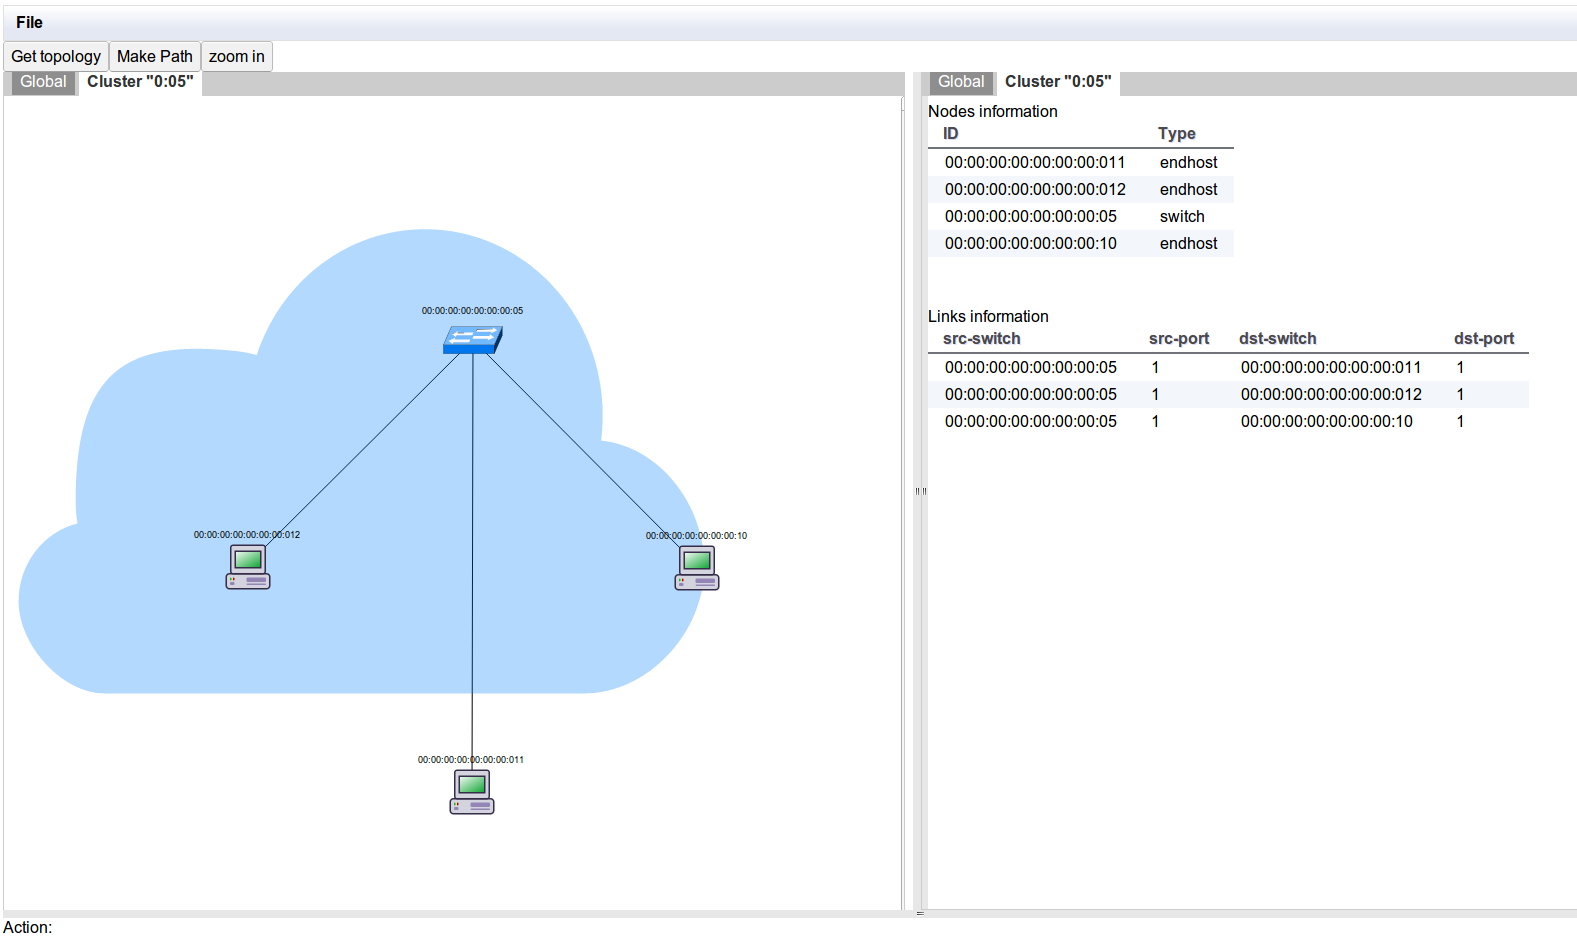 File
Get topology Make Path zoom in
Global Cluster "0:05"
00:00:00:00:00:00:00:05
00:00:00:00:00:00:00:012
00:00:00:00:00:00:00:10
00:00:00:00:00:00:00:011
Global Cluster "0:05"
Nodes information
ID Type
00:00:00:00:00:00:00:011 endhost
00:00:00:00:00:00:00:012 endhost
00:00:00:00:00:00:00:05 switch
00:00:00:00:00:00:00:10 endhost
Links information
src-switch src-port dst-switch dst-port
00:00:00:00:00:00:00:05 1 00:00:00:00:00:00:00:011 1
00:00:00:00:00:00:00:05 1 00:00:00:00:00:00:00:012 1
00:00:00:00:00:00:00:05 1 00:00:00:00:00:00:00:10 1
Action: